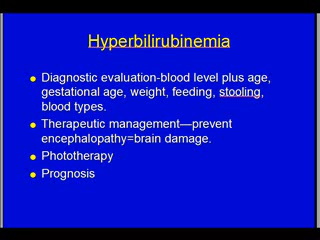 Hyperbilirubinemia
Diagnostic evaluation-blood level plus age,
gestational age, weight, feeding, stooling,
blood types.
Therapeutic management—prevent
encephalopathy=brain damage.
Phototherapy
Prognosis